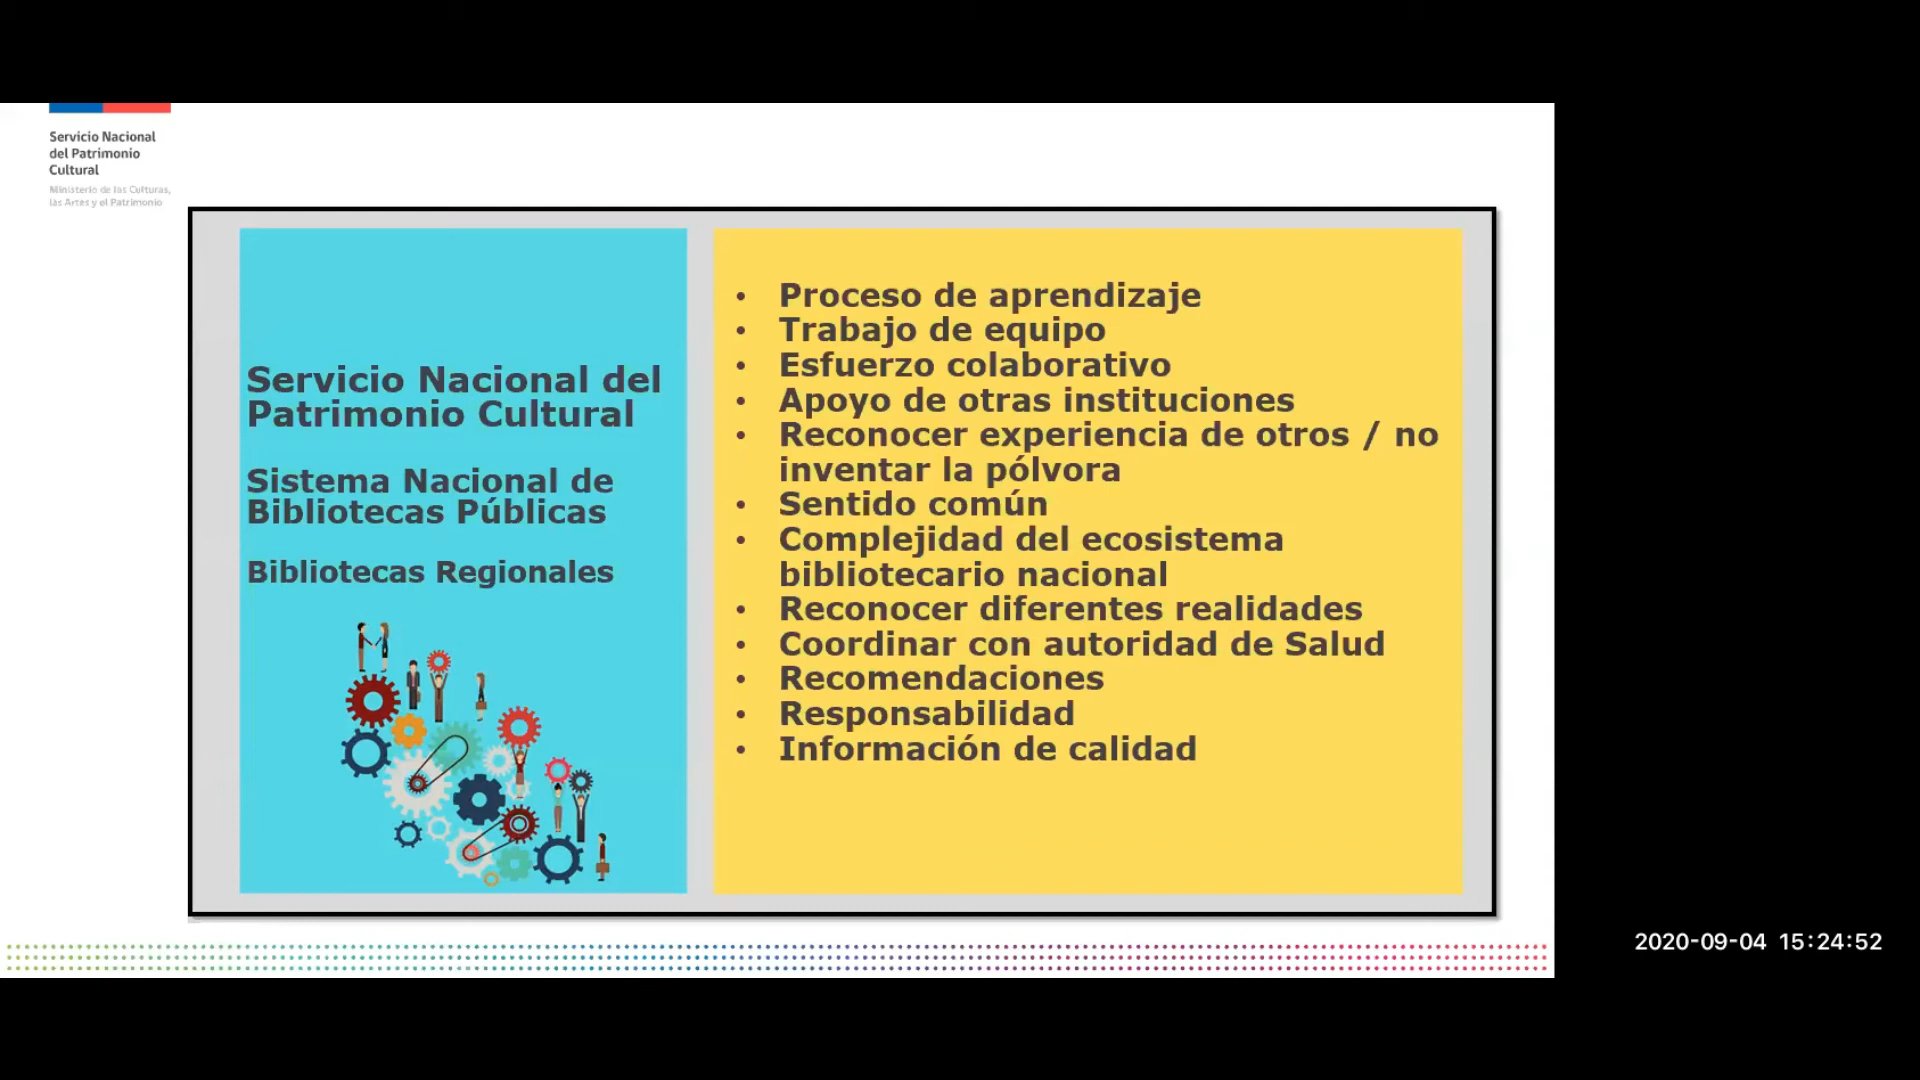 Servicio Nacional
del Patrimonio
Cultural
Ministerio de las Culturas,
las Artes y el Patrimonio
Servicio Nacional del
Patrimonio Cultural
Sistema Nacional de
Bibliotecas Públicas
Bibliotecas Regionales
• Proceso de aprendizaje
• Trabajo de equipo
• Esfuerzo colaborativo
• Apoyo de otras instituciones
• Reconocer experiencia de otros / no
inventar la pólvora
• Sentido común
• Complejidad del ecosistema
bibliotecario nacional
• Reconocer diferentes realidades
• Coordinar con autoridad de Salud
• Recomendaciones
• Responsabilidad
• Información de calidad
2020-09-04 15:24:52